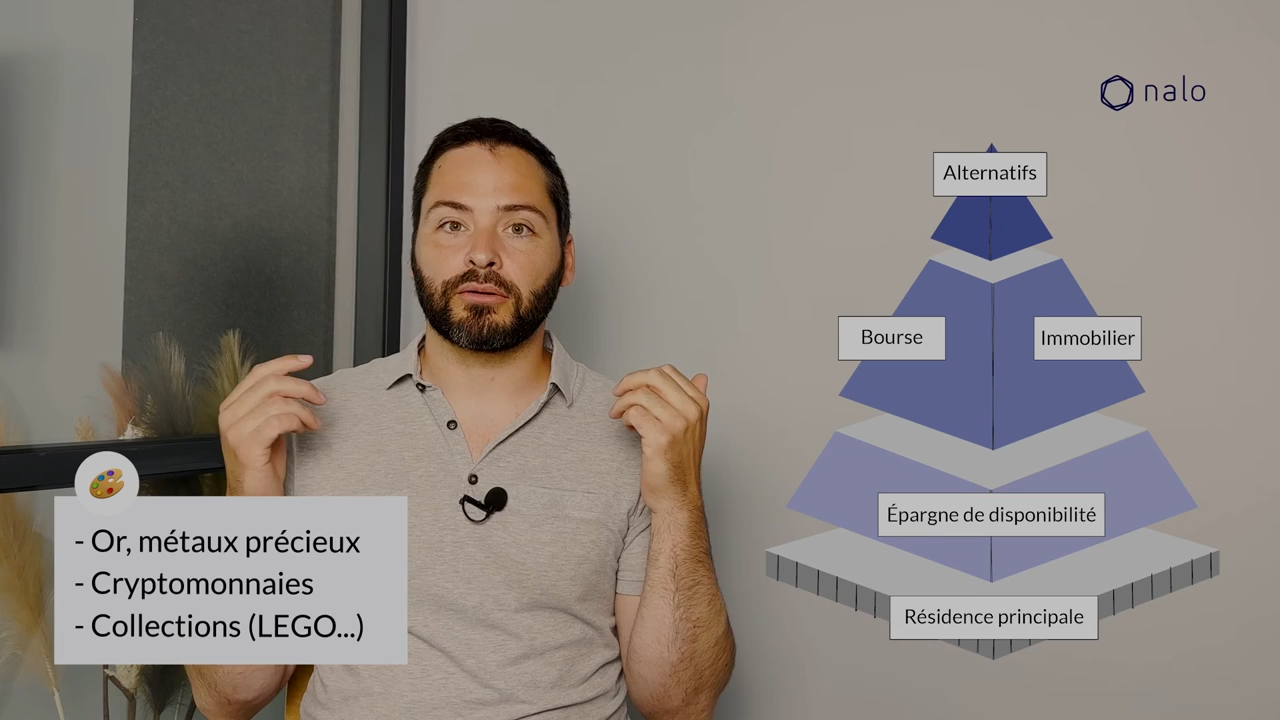 nalo
Alternatifs
Bourse
Immobilier
Épargne de disponibilité
Résidence principale
- Or, métaux précieux
- Cryptomonnaies
- Collections (LEGO...)